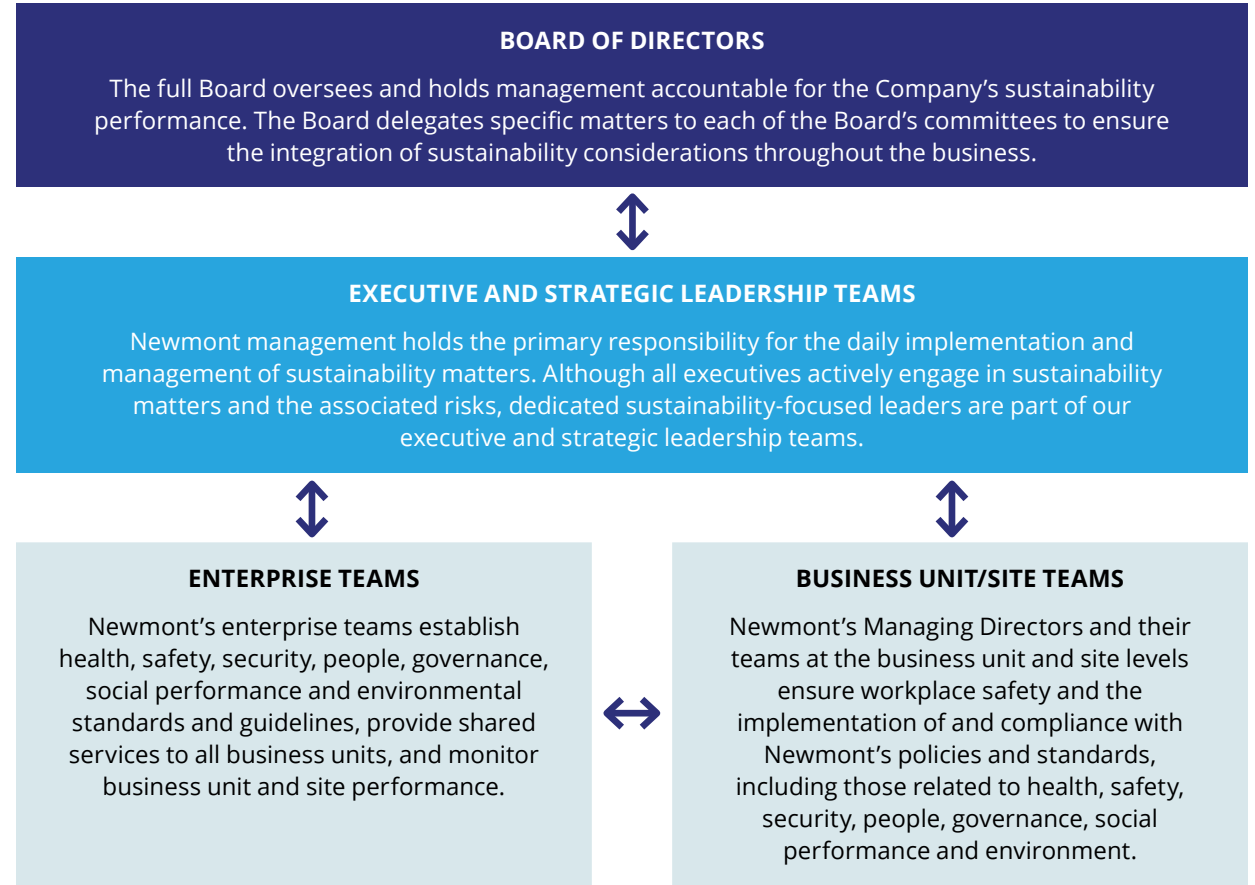 BOARD OF DIRECTORS
The full Board oversees and holds management accountable for the Company’s sustainability
performance. The Board delegates specific matters to each of the Board’s committees to ensure
the integration of sustainability considerations throughout the business.
EXECUTIVE AND STRATEGIC LEADERSHIP TEAMS
Newmont management holds the primary responsibility for the daily implementation and
management of sustainability matters. Although all executives actively engage in sustainability
matters and the associated risks, dedicated sustainability-focused leaders are part of our
executive and strategic leadership teams.
ENTERPRISE TEAMS
Newmont’s enterprise teams establish
health, safety, security, people, governance,
social performance and environmental
standards and guidelines, provide shared
services to all business units, and monitor
business unit and site performance.
BUSINESS UNIT/SITE TEAMS
Newmont’s Managing Directors and their
teams at the business unit and site levels
ensure workplace safety and the
implementation of and compliance with
Newmont’s policies and standards,
including those related to health, safety,
security, people, governance, social
performance and environment.